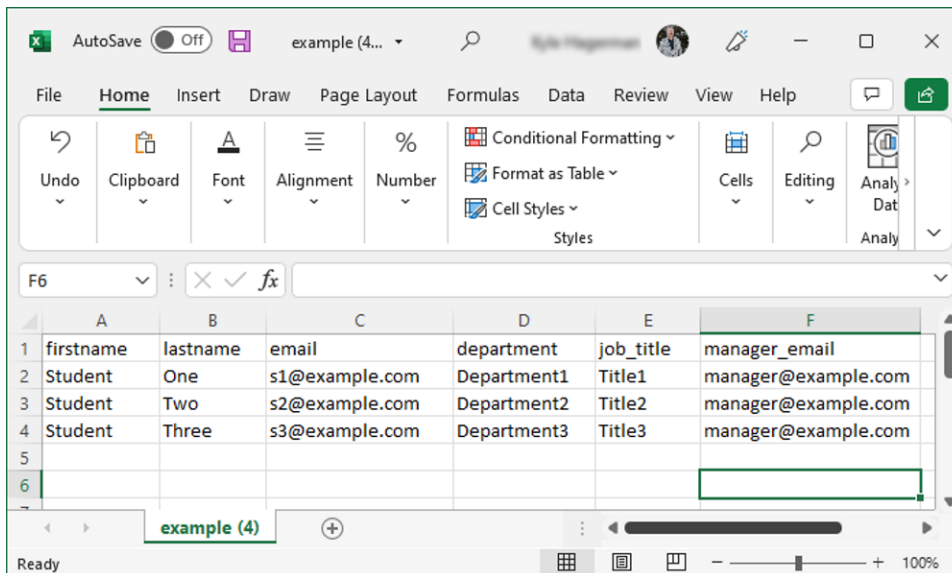 AutoSave Off example (4...
File Home Insert Draw Page Layout Formulas Data Review View Help
Undo Clipboard Font Alignment Number Conditional Formatting Format as Table Cell Styles Styles Cells Editing Analy Dat Analy
F6 fx
A B C D E F
1 firstname lastname email department job_title manager_email
2 Student One s1@example.com Department1 Title1 manager@example.com
3 Student Two s2@example.com Department2 Title2 manager@example.com
4 Student Three s3@example.com Department3 Title3 manager@example.com
5
6
example (4)
Ready 100%